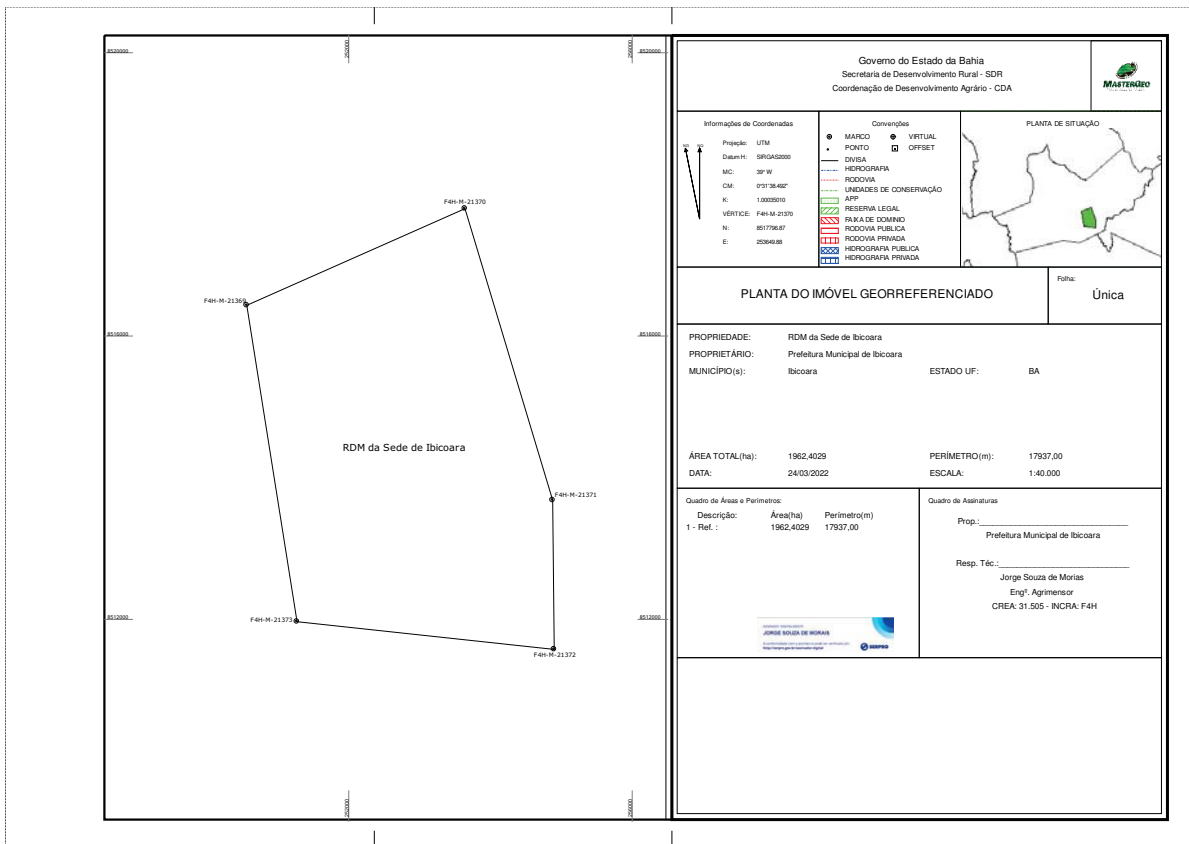 8520000
252000
256000
8520000
F4H-M-21370
F4H-M-21369
8516000
8516000
RDM da Sede de Ibicoara
F4H-M-21371
8512000
F4H-M-21373
8512000
F4H-M-21372
252000
256000
Governo do Estado da Bahia
Secretaria de Desenvolvimento Rural - SDR
Coordenação de Desenvolvimento Agrário - CDA
MASTERGEO
Informações de Coordenadas
Projeção: UTM
Datum H: SIRGAS2000
MC: 39º W
CM: 0°31'38.492"
K: 1.00035010
VÉRTICE: F4H-M-21370
N: 8517796.87
E: 253649.88
Convenções
MARCO VIRTUAL
PONTO OFFSET
DIVISA
HIDROGRAFIA
RODOVIA
UNIDADES DE CONSERVAÇÃO
APP
RESERVA LEGAL
FAIXA DE DOMINIO
RODOVIA PUBLICA
RODOVIA PRIVADA
HIDROGRAFIA PUBLICA
HIDROGRAFIA PRIVADA
PLANTA DE SITUAÇÃO
PLANTA DO IMÓVEL GEORREFERENCIADO
Folha:
Única
PROPRIEDADE: RDM da Sede de Ibicoara
PROPRIETÁRIO: Prefeitura Municipal de Ibicoara
MUNICÍPIO(s): Ibicoara ESTADO UF: BA
ÁREA TOTAL(ha): 1962,4029 PERÍMETRO(m): 17937,00
DATA: 24/03/2022 ESCALA: 1:40.000
Quadro de Áreas e Perímetros:
Descrição: Área(ha) Perímetro(m)
1 - Ref. : 1962,4029 17937,00
JORGE SOUZA DE MORAIS
SERPRO
Quadro de Assinaturas
Prop.:
Prefeitura Municipal de Ibicoara
Resp. Téc.:
Jorge Souza de Morias
Engº. Agrimensor
CREA: 31.505 - INCRA: F4H